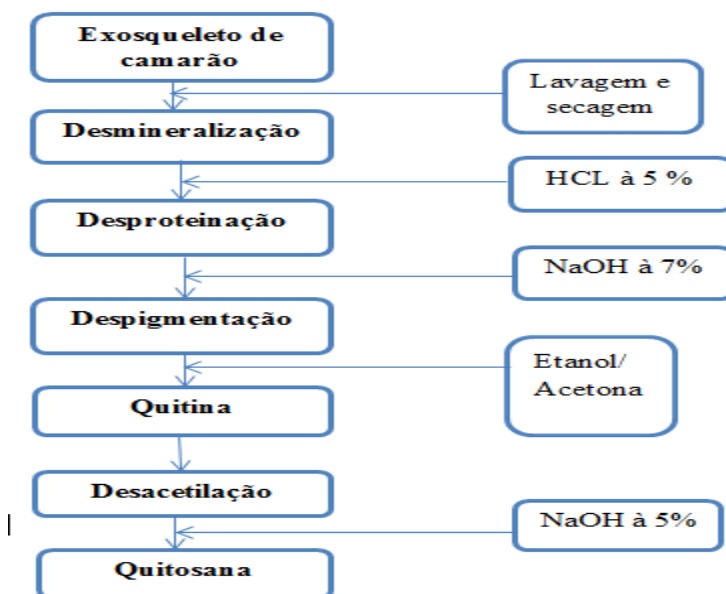 Exosqueleto de
camarão
Lavagem e
secagem
Desmineralização
HCL à 5 %
Desproteinação
NaOH à 7%
Despigmentação
Etanol/
Acetona
Quitina
Desacetilação
NaOH à 5%
Quitosana